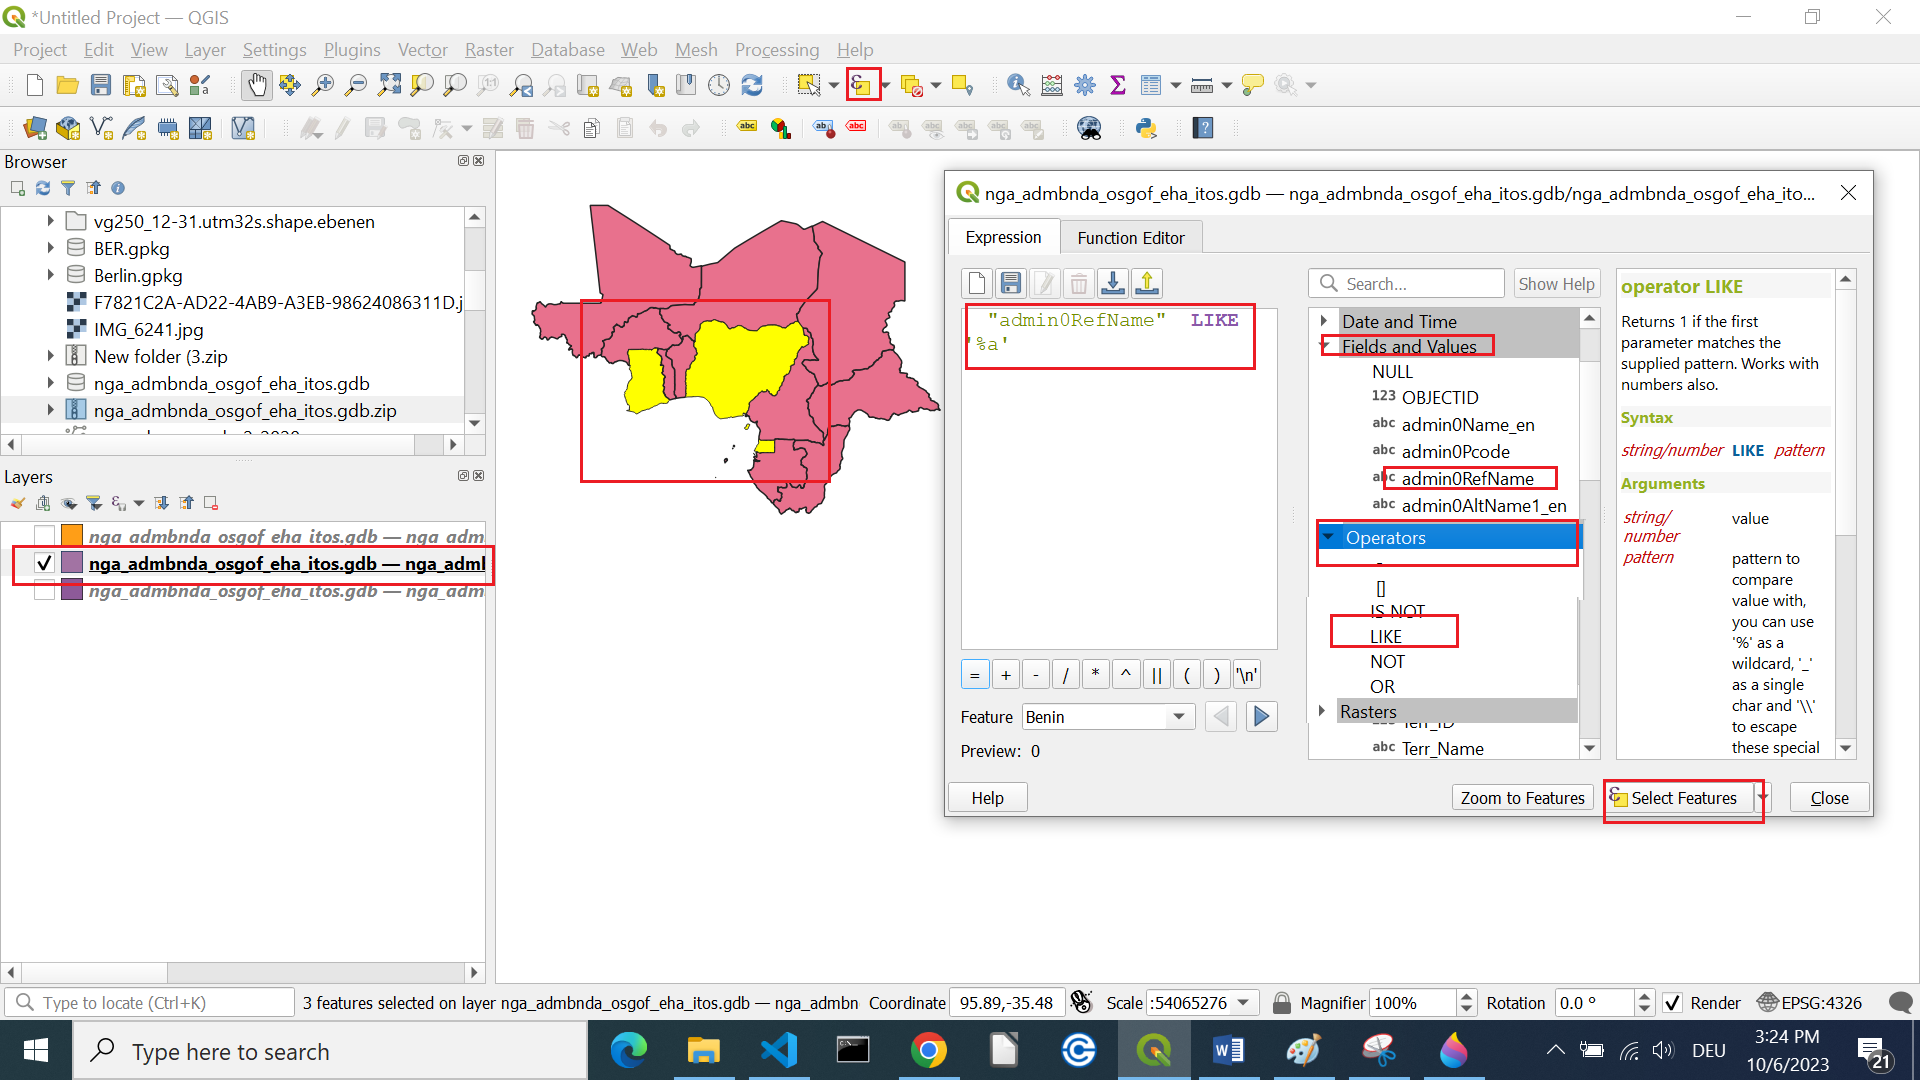 *Untitled Project — QGIS
Project Edit View Layer Settings Plugins Vector Raster Database Web Mesh Processing Help
Browser
vg250_12-31.utm32s.shape.ebenen
BER.gpkg
Berlin.gpkg
F7821C2A-AD22-4AB9-A3EB-98624086311D.j
IMG_6241.jpg
New folder (3.zip
nga_admbnda_osgof_eha_itos.gdb
nga_admbnda_osgof_eha_itos.gdb.zip
Layers
nga_admbnda_osgof_eha_itos.gdb — nga_adm
nga_admbnda_osgof_eha_itos.gdb — nga_adml
nga_admbnda_osgof_eha_itos.gdb — nga_adm
nga_admbnda_osgof_eha_itos.gdb — nga_admbnda_osgof_eha_itos.gdb/nga_admbnda_osgof_eha_ito...
Expression Function Editor
"admin0RefName" LIKE
'%a'
= + - / * ^ || ( ) '\n'
Feature Benin
Preview: 0
Search... Show Help
Date and Time
Fields and Values
NULL
123 OBJECTID
abc admin0Name_en
abc admin0Pcode
abc admin0RefName
abc admin0AltName1_en
Operators
[]
IS NOT
LIKE
NOT
OR
Rasters
Terr_ID
abc Terr_Name
operator LIKE
Returns 1 if the first
parameter matches the
supplied pattern. Works with
numbers also.
Syntax
string/number LIKE pattern
Arguments
string/
number value
pattern pattern to
compare
value with,
you can use
'%' as a
wildcard, '_'
as a single
char and '\\'
to escape
these special
Help Zoom to Features Select Features Close
Type to locate (Ctrl+K) 3 features selected on layer nga_admbnda_osgof_eha_itos.gdb — nga_admbn Coordinate 95.89,-35.48 Scale :54065276 Magnifier 100% Rotation 0.0 ° Render EPSG:4326
Type here to search DEU 3:24 PM
10/6/2023 21